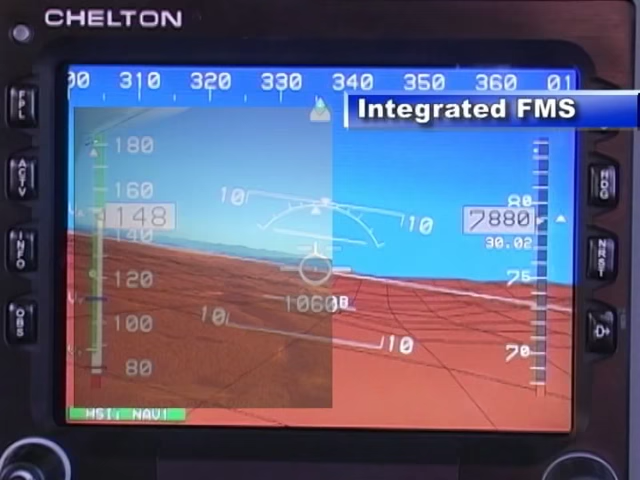 CHELTON
00 310 320 330 340 350 360 01
Integrated FMS
FPL
ACTV
INFO
OBS
HDG
NRST
D
180
160
1148
140
120
100
80
10
10
10
10
1060
80
7880
30.02
75
70
HSI: NAV1